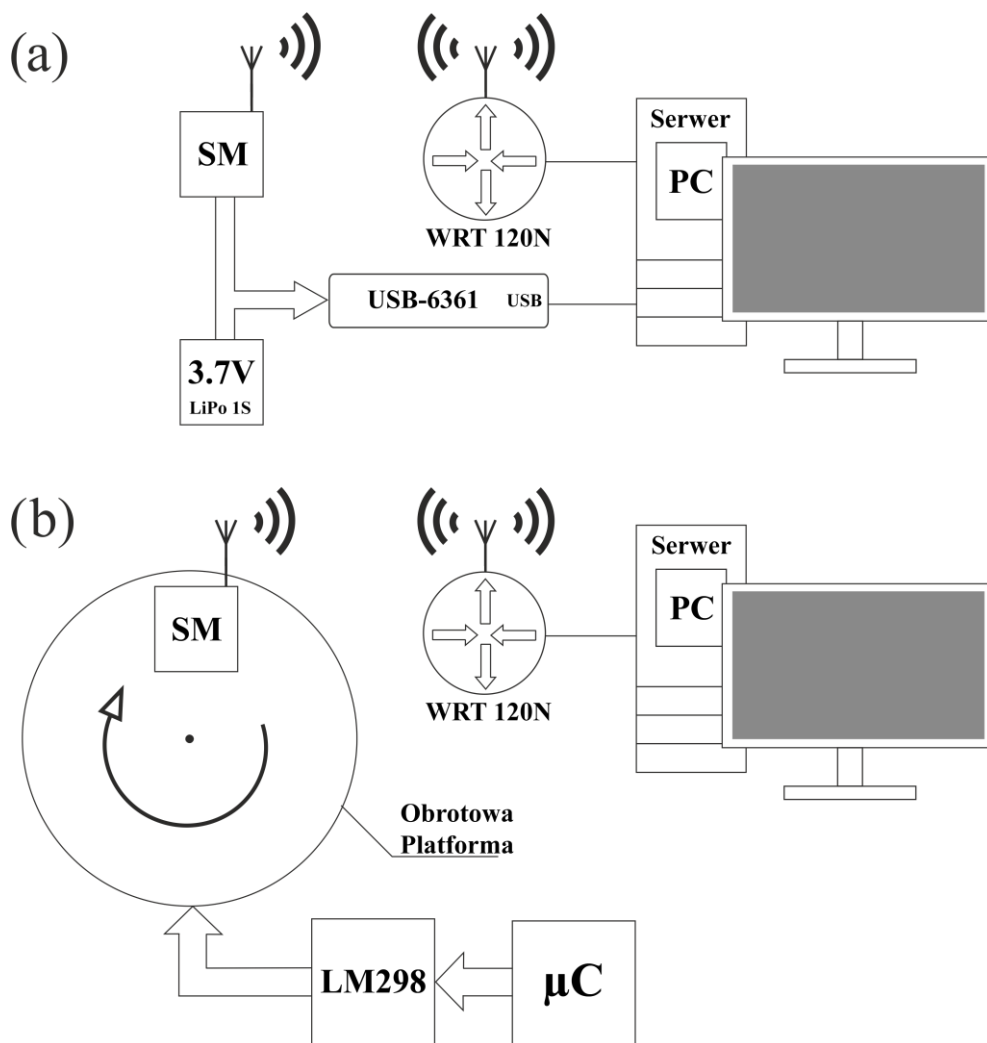 (a)
SM
Serwer
PC
WRT 120N
USB-6361 USB
3.7V
LiPo 1S
(b)
SM
Serwer
PC
WRT 120N
Obrotowa
Platforma
LM298
µC